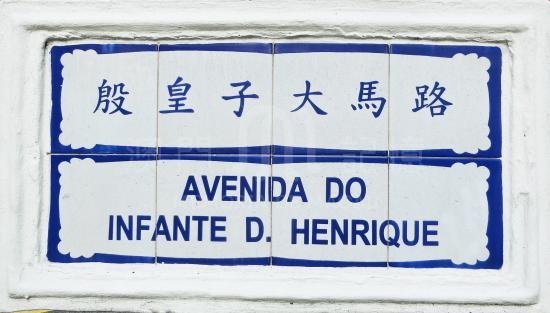 殷皇子大馬路
AVENIDA DO
INFANTE D. HENRIQUE